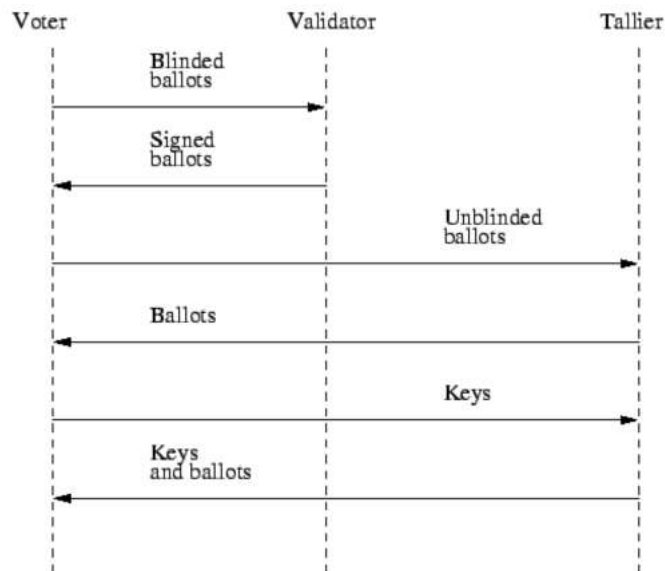 Voter Validator Tallier
Blinded
ballots
Signed
ballots
Unblinded
ballots
Ballots
Keys
Keys
and ballots